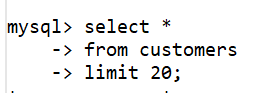 mysql> select *
    -> from customers
    -> limit 20;